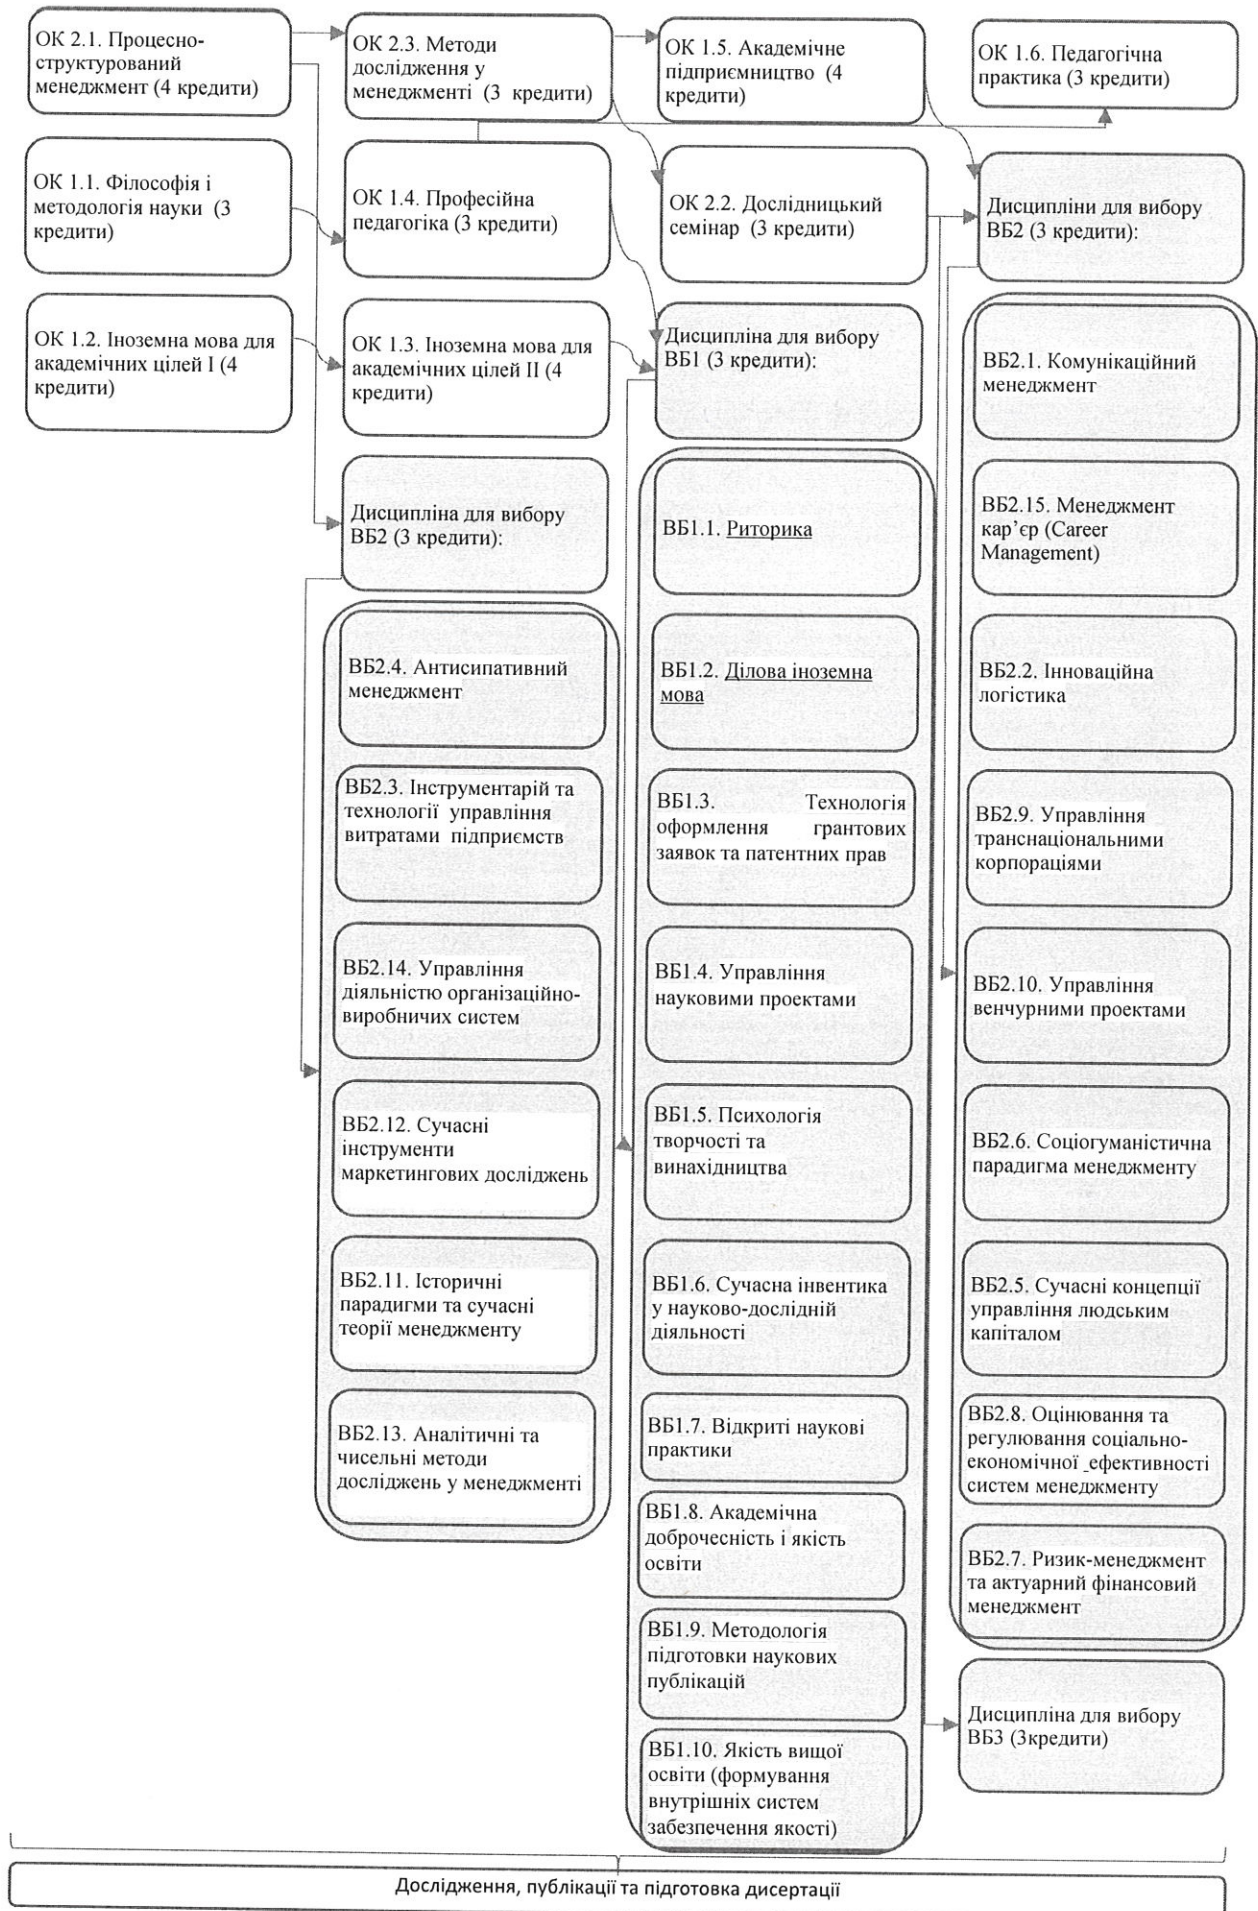 ОК 2.1. Процесно-
структурований
менеджмент (4 кредити)
ОК 1.1. Філософія і
методологія науки (3
кредити)
ОК 1.2. Іноземна мова для
академічних цілей І (4
кредити)
ОК 2.3. Методи
дослідження у
менеджменті (3 кредити)
ОК 1.4. Професійна
педагогіка (3 кредити)
ОК 1.3. Іноземна мова для
академічних цілей ІІ (4
кредити)
Дисципліна для вибору
ВБ2 (3 кредити):
ВБ2.4. Антисипативний
менеджмент
ВБ2.3. Інструментарій та
технології управління
витратами підприємств
ВБ2.14. Управління
діяльністю організаційно-
виробничих систем
ВБ2.12. Сучасні
інструменти
маркетингових досліджень
ВБ2.11. Історичні
парадигми та сучасні
теорії менеджменту
ВБ2.13. Аналітичні та
чисельні методи
досліджень у менеджменті
ОК 1.5. Академічне
підприємництво (4
кредити)
ОК 2.2. Дослідницький
семінар (3 кредити)
Дисципліна для вибору
ВБ1 (3 кредити):
ВБ1.1. Риторика
ВБ1.2. Ділова іноземна
мова
ВБ1.3. Технологія
оформлення грантових
заявок та патентних прав
ВБ1.4. Управління
науковими проектами
ВБ1.5. Психологія
творчості та
винахідництва
ВБ1.6. Сучасна інвентика
у науково-дослідній
діяльності
ВБ1.7. Відкриті наукові
практики
ВБ1.8. Академічна
доброчесність і якість
освіти
ВБ1.9. Методологія
підготовки наукових
публікацій
ВБ1.10. Якість вищої
освіти (формування
внутрішніх систем
забезпечення якості)
ОК 1.6. Педагогічна
практика (3 кредити)
Дисципліни для вибору
ВБ2 (3 кредити):
ВБ2.1. Комунікаційний
менеджмент
ВБ2.15. Менеджмент
кар’єр (Career
Management)
ВБ2.2. Інноваційна
логістика
ВБ2.9. Управління
транснаціональними
корпораціями
ВБ2.10. Управління
венчурними проектами
ВБ2.6. Соціогуманістична
парадигма менеджменту
ВБ2.5. Сучасні концепції
управління людським
капіталом
ВБ2.8. Оцінювання та
регулювання соціально-
економічної ефективності
систем менеджменту
ВБ2.7. Ризик-менеджмент
та актуарний фінансовий
менеджмент
Дисципліна для вибору
ВБ3 (3кредити)
Дослідження, публікації та підготовка дисертації